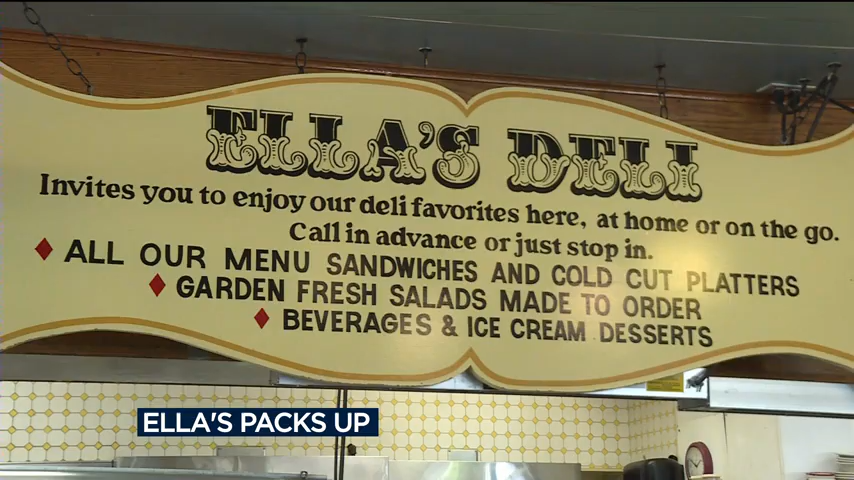 ELLA'S DELI
Invites you to enjoy our deli favorites here, at home or on the go.
Call in advance or just stop in.
♦ ALL OUR MENU SANDWICHES AND COLD CUT PLATTERS
♦ GARDEN FRESH SALADS MADE TO ORDER
♦ BEVERAGES & ICE CREAM DESSERTS
ELLA'S PACKS UP